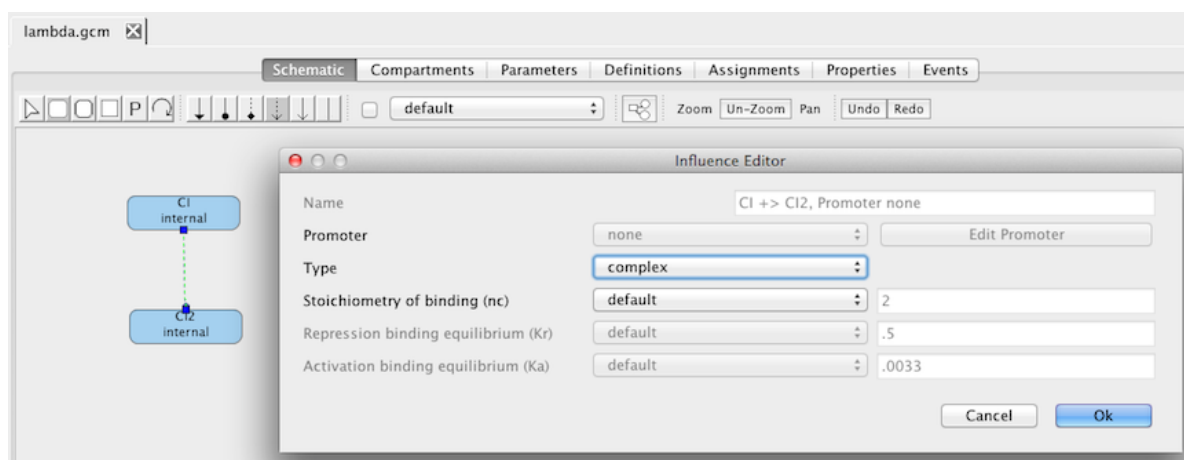 lambda.gcm
Schematic Compartments Parameters Definitions Assignments Properties Events
P default Zoom Un-Zoom Pan Undo Redo
Influence Editor
CI
internal
CI2
internal
Name CI +> CI2, Promoter none
Promoter none Edit Promoter
Type complex
Stoichiometry of binding (nc) default 2
Repression binding equilibrium (Kr) default .5
Activation binding equilibrium (Ka) default .0033
Cancel Ok